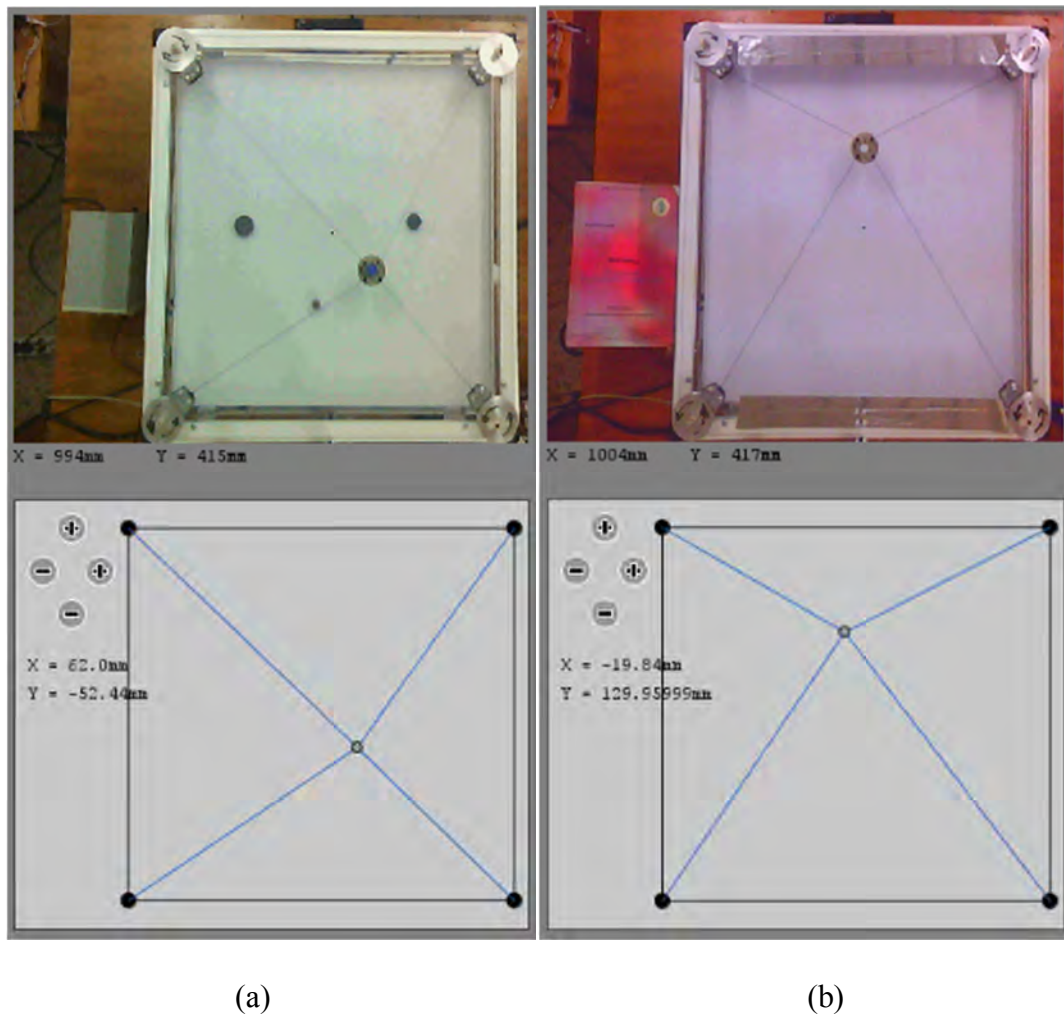 X = 994mm Y = 415mm
X = 1004mm Y = 417mm
X = 62.0mm
Y = -52.44mm
X = -19.84mm
Y = 129.95999mm
(a)
(b)